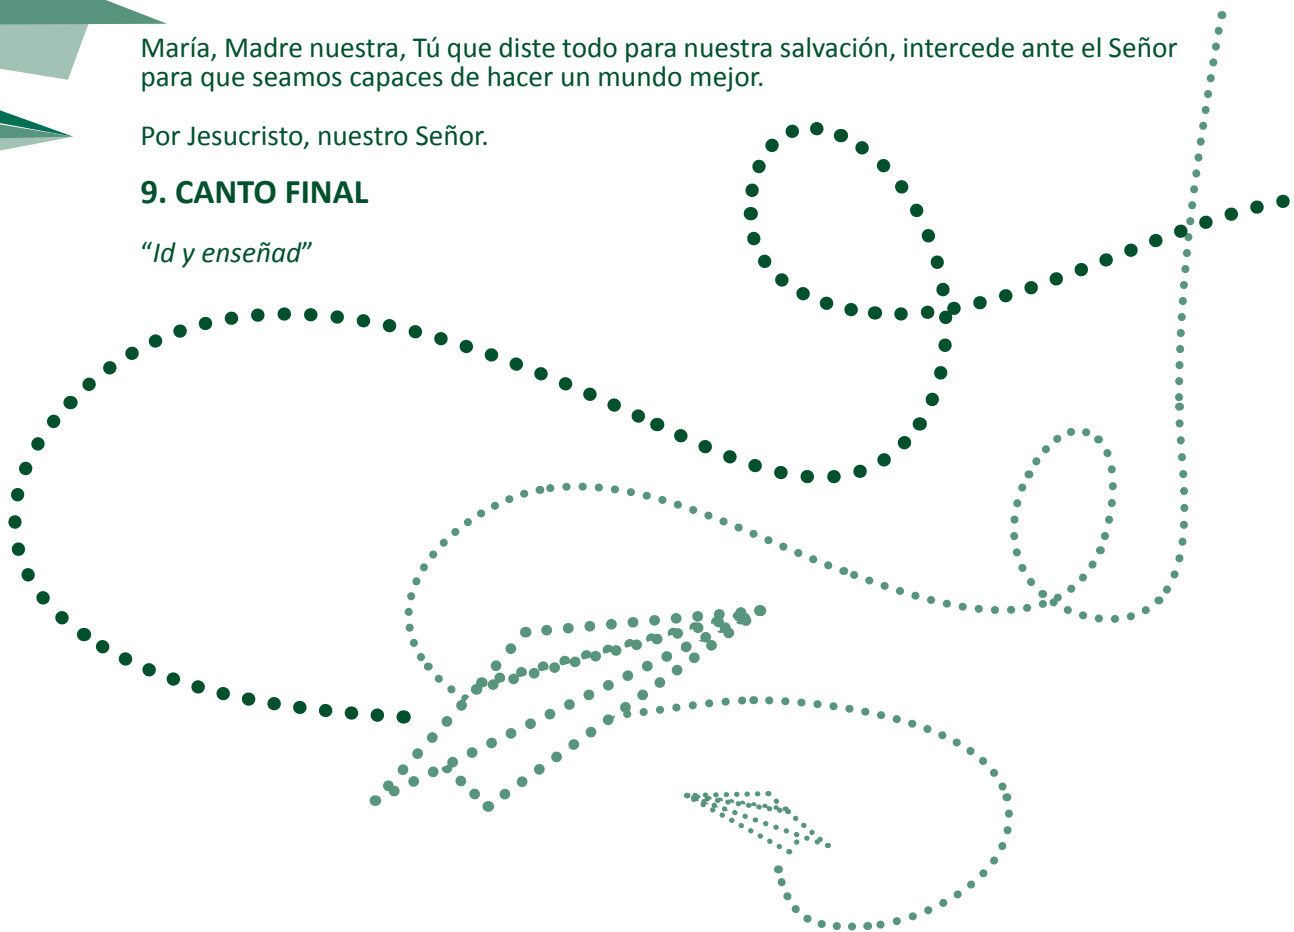 María, Madre nuestra, Tú que diste todo para nuestra salvación, intercede ante el Señor
para que seamos capaces de hacer un mundo mejor.
Por Jesucristo, nuestro Señor.
9. CANTO FINAL
“Id y enseñad”